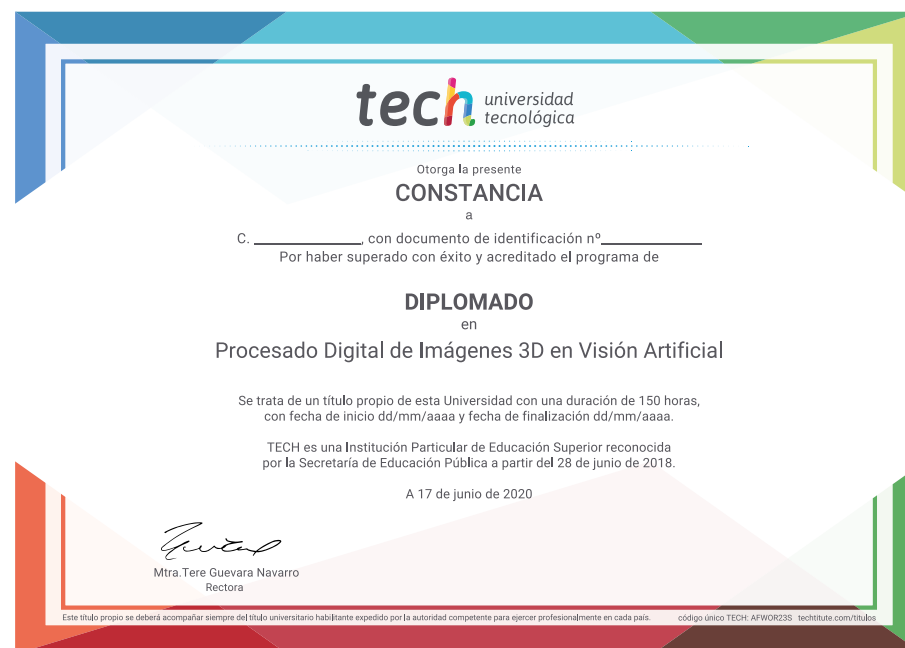 tech universidad
tecnológica
Otorga la presente
CONSTANCIA
a
C. ____________, con documento de identificación nº____________
Por haber superado con éxito y acreditado el programa de
DIPLOMADO
en
Procesado Digital de Imágenes 3D en Visión Artificial
Se trata de un título propio de esta Universidad con una duración de 150 horas,
con fecha de inicio dd/mm/aaaa y fecha de finalización dd/mm/aaaa.
TECH es una Institución Particular de Educación Superior reconocida
por la Secretaría de Educación Pública a partir del 28 de junio de 2018.
A 17 de junio de 2020
Mtra.Tere Guevara Navarro
Rectora
Este título propio se deberá acompañar siempre del título universitario habilitante expedido por la autoridad competente para ejercer profesionalmente en cada país. código único TECH: AFWOR23S techtitute.com/titulos